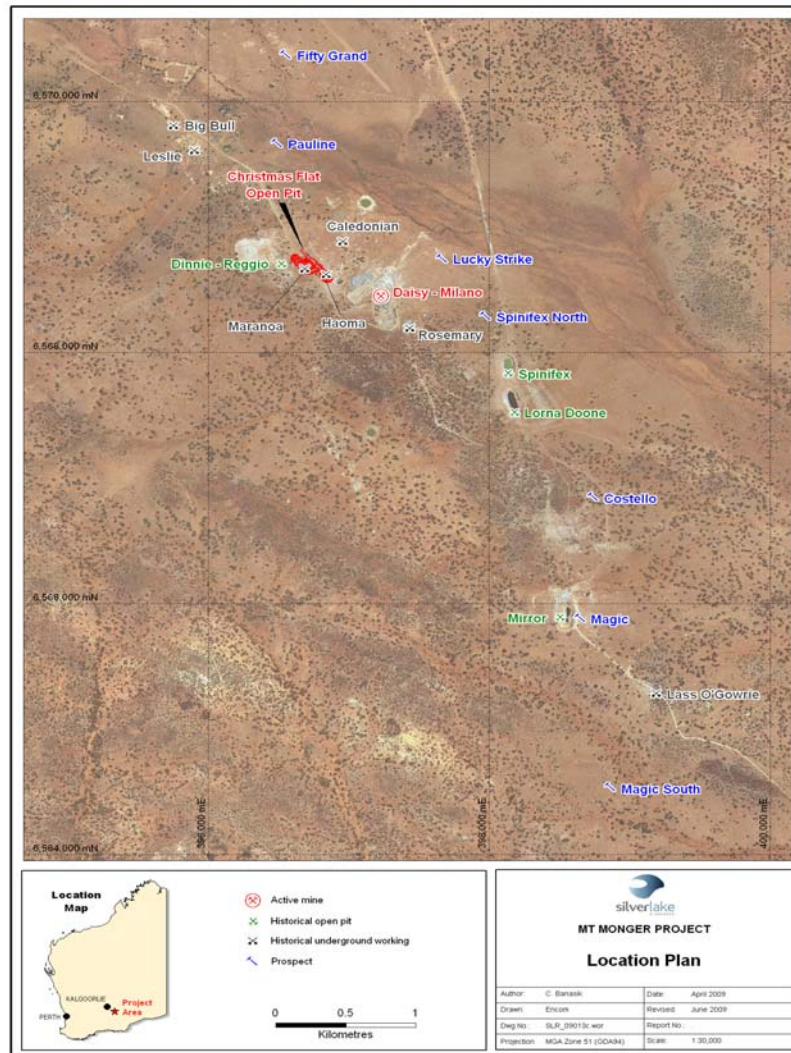 Fifty Grand
6,570,000 mN
Big Bull
Pauline
Leslie
Christmas Flat
Open Pit
Caledonian
Lucky Strike
Dinnie - Reggio
Daisy - Milano
Maranoa
Haoma
Rosemary
Spinifex North
6,568,000 mN
Spinifex
Lorna Doone
Costello
6,566,000 mN
Mirror
Magic
Lass O'Gowrie
Magic South
6,564,000 mN
396,000 mE
398,000 mE
400,000 mE
Location
Map
KALGOORLIE
Project
Area
PERTH
Active mine
Historical open pit
Historical underground working
Prospect
0
0.5
1
Kilometres
silverlake
MT MONGER PROJECT
Location Plan
Author: C. Banasik
Date: April 2009
Drawn: Encom
Revised: June 2009
Dwg No: SLR_09013c.wor
Report No:
Projection: MGA Zone 51 (GDA94)
Scale: 1:30,000